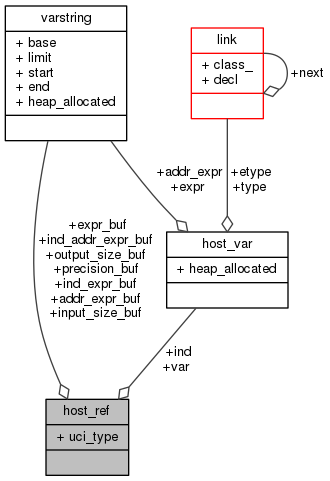 varstring
+ base
+ limit
+ start
+ end
+ heap_allocated
link
+ class_
+ decl
+next
+addr_expr
+expr
+etype
+type
+expr_buf
+ind_addr_expr_buf
+output_size_buf
+precision_buf
+ind_expr_buf
+addr_expr_buf
+input_size_buf
host_var
+ heap_allocated
+ind
+var
host_ref
+ uci_type